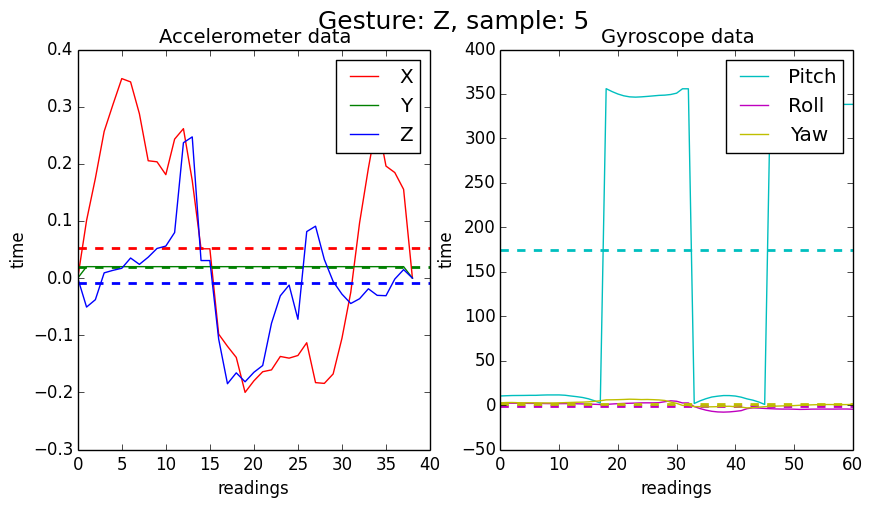 Gesture: Z, sample: 5
Accelerometer data
0.4
0.3
0.2
0.1
0.0
−0.1
−0.2
−0.3
time
0 5 10 15 20 25 30 35 40
readings
X
Y
Z
Gyroscope data
400
350
300
250
200
150
100
50
0
−50
time
0 10 20 30 40 50 60
readings
Pitch
Roll
Yaw